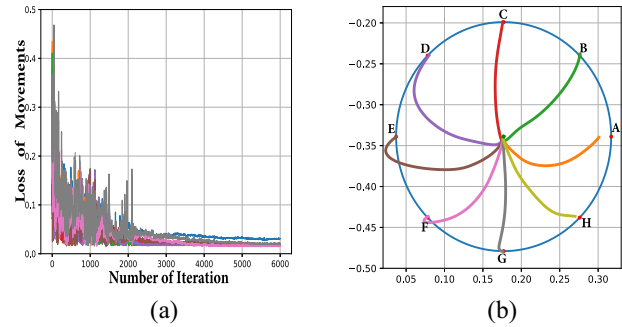 0.5
0.4
0.3
0.2
0.1
0.0
Loss of Movements
0 1000 2000 3000 4000 5000 6000
Number of Iteration
(a)
−0.20
−0.25
−0.30
−0.35
−0.40
−0.45
−0.50
C
D
B
E
A
F
H
G
0.05 0.10 0.15 0.20 0.25 0.30
(b)